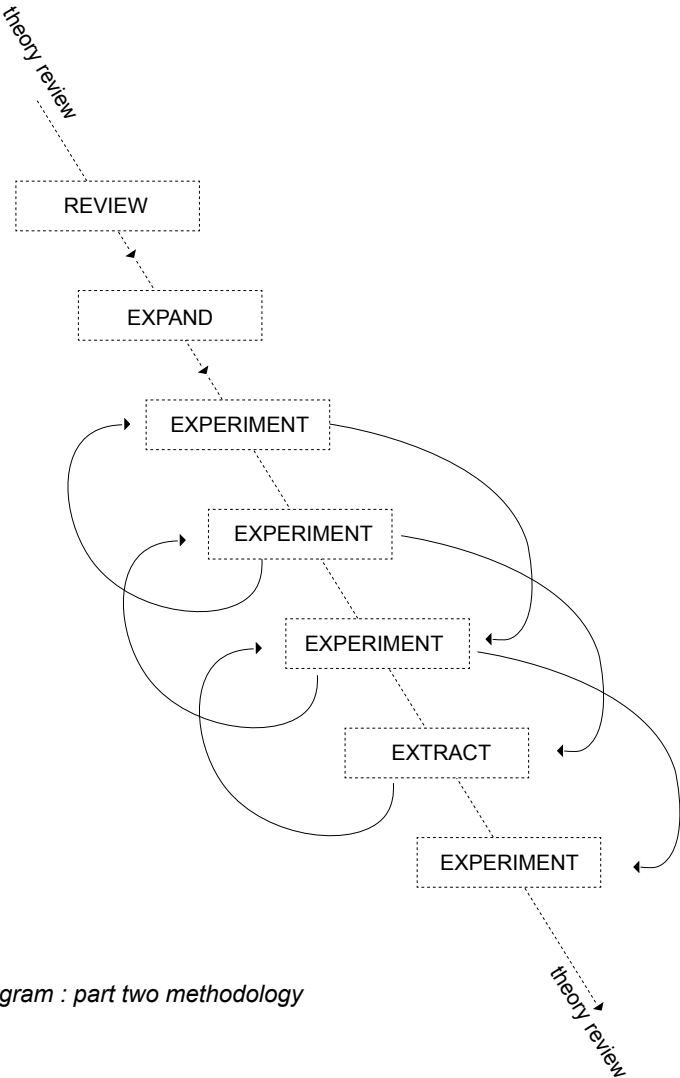 theory review
REVIEW
EXPAND
EXPERIMENT
EXPERIMENT
EXPERIMENT
EXTRACT
EXPERIMENT
gram : part two methodology
theory review